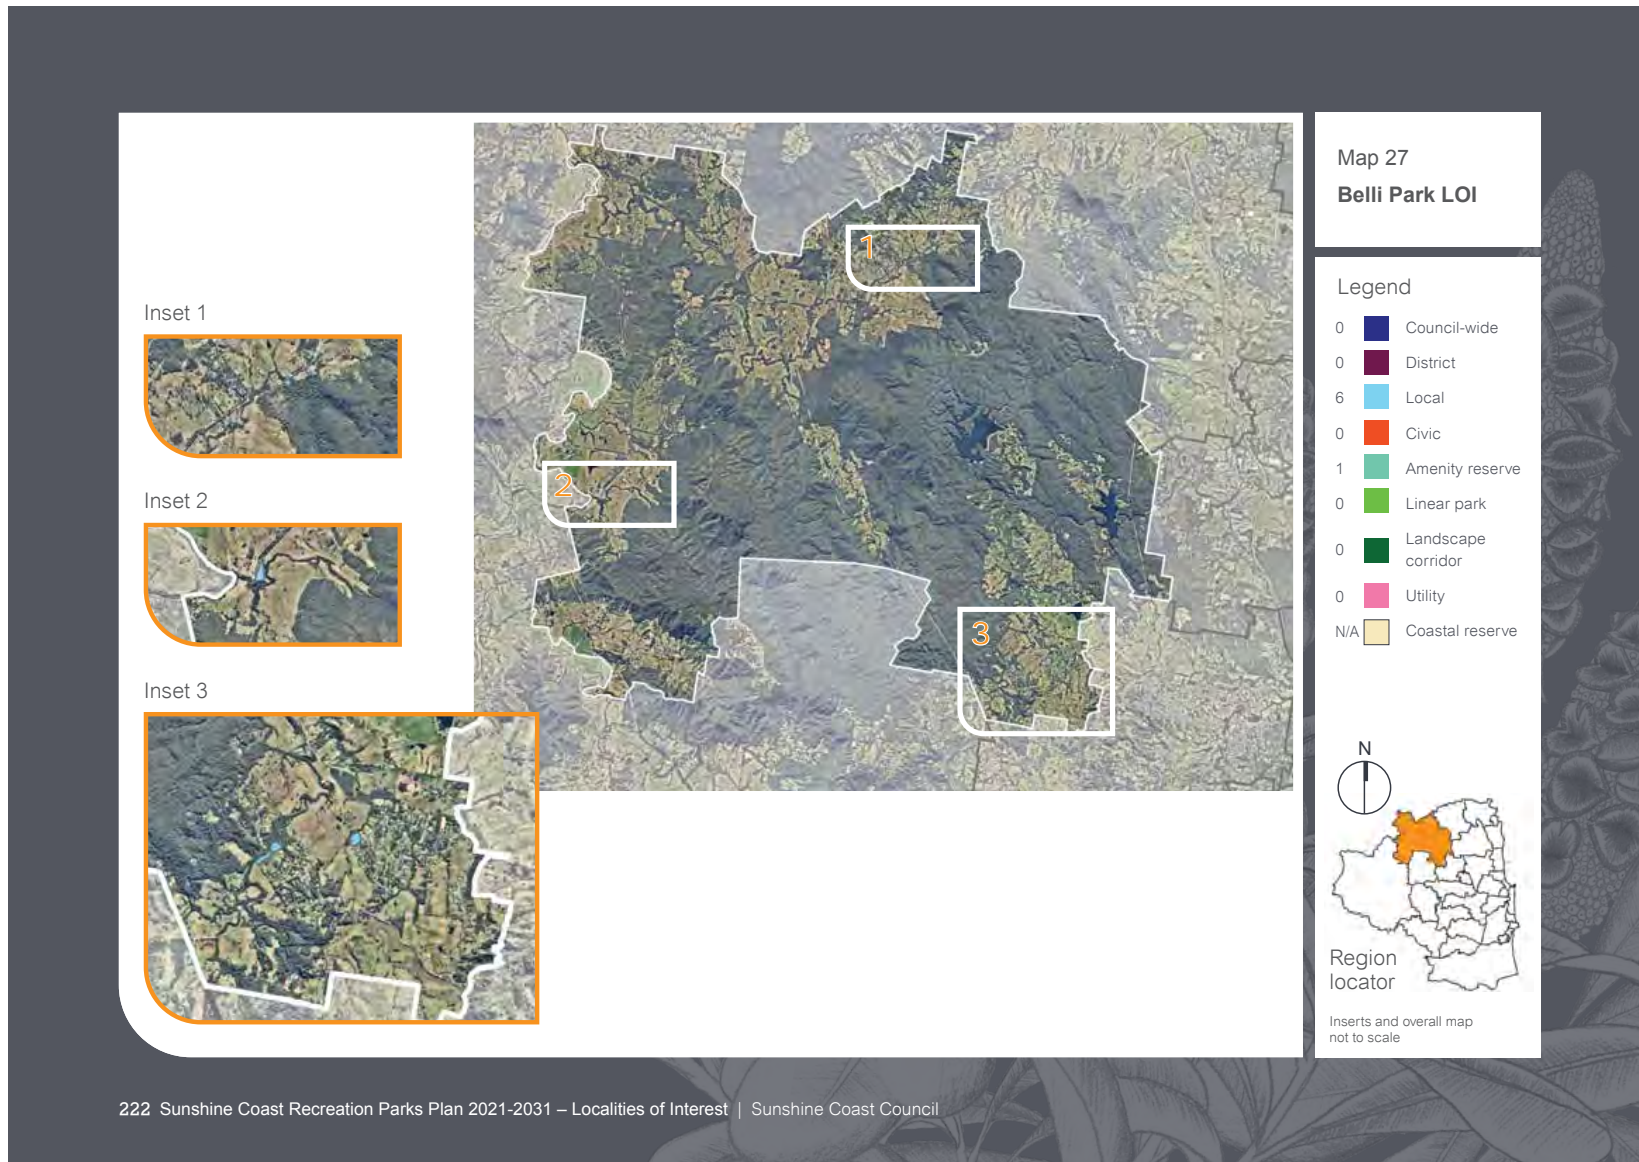 Map 27
Belli Park LOI
Legend
0 Council-wide
0 District
6 Local
0 Civic
1 Amenity reserve
0 Linear park
0 Landscape
corridor
0 Utility
N/A Coastal reserve
N
Region
locator
Inserts and overall map
not to scale
Inset 1
Inset 2
Inset 3
1
2
3
222 Sunshine Coast Recreation Parks Plan 2021-2031 – Localities of Interest | Sunshine Coast Council